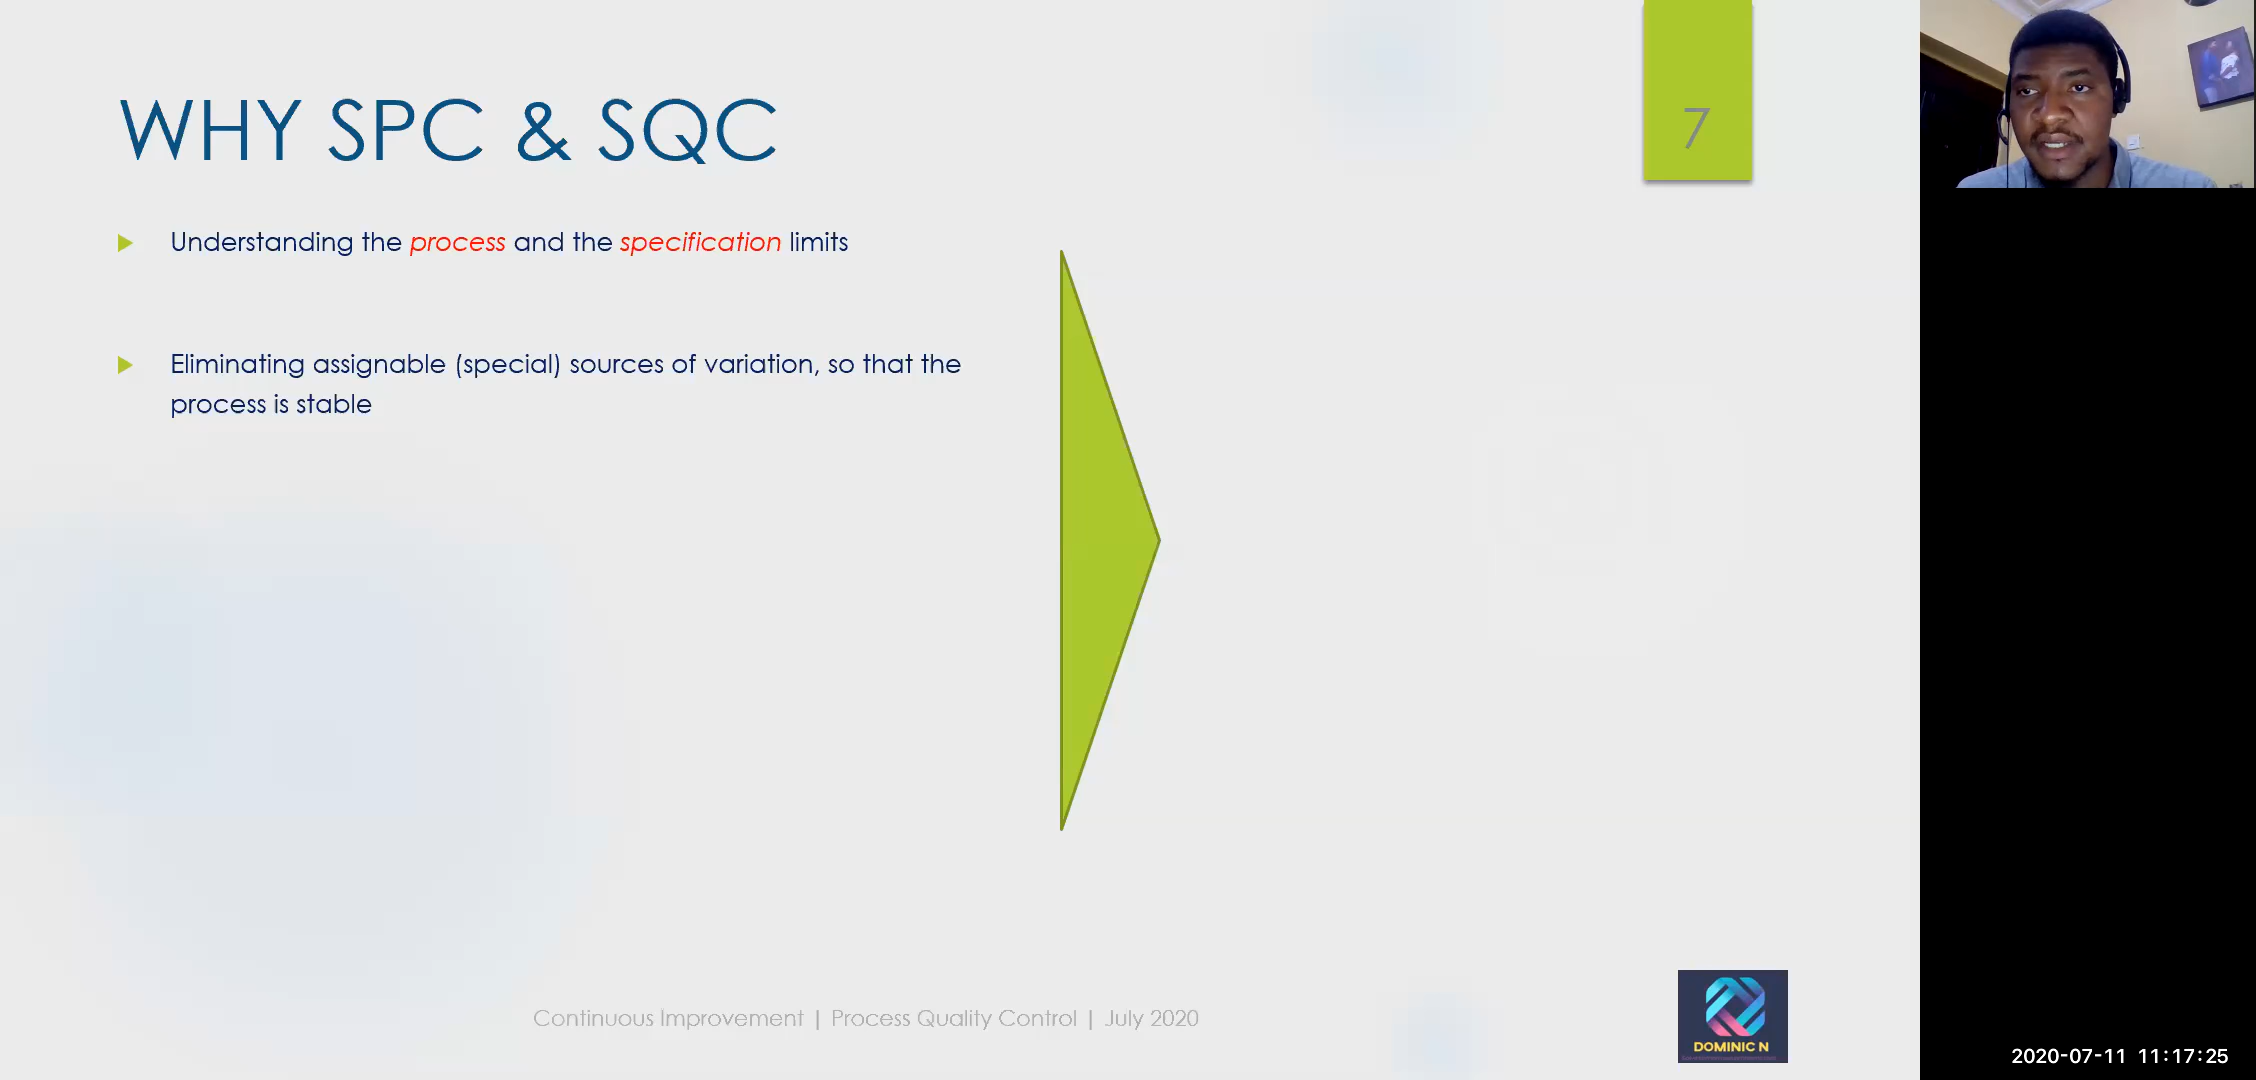 WHY SPC & SQC
7
Understanding the process and the specification limits
Eliminating assignable (special) sources of variation, so that the
process is stable
Continuous Improvement | Process Quality Control | July 2020
DOMINIC N
2020-07-11 11:17:25